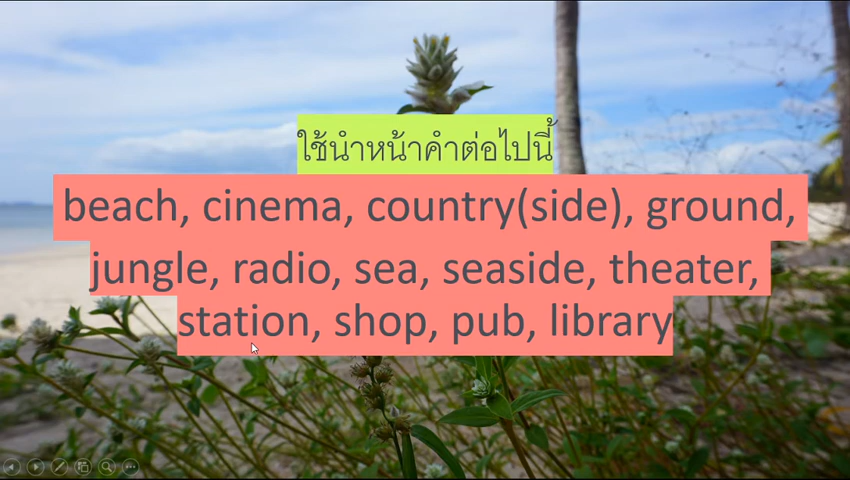 ใช้นำหน้าคำต่อไปนี้
beach, cinema, country(side), ground,
jungle, radio, sea, seaside, theater,
station, shop, pub, library